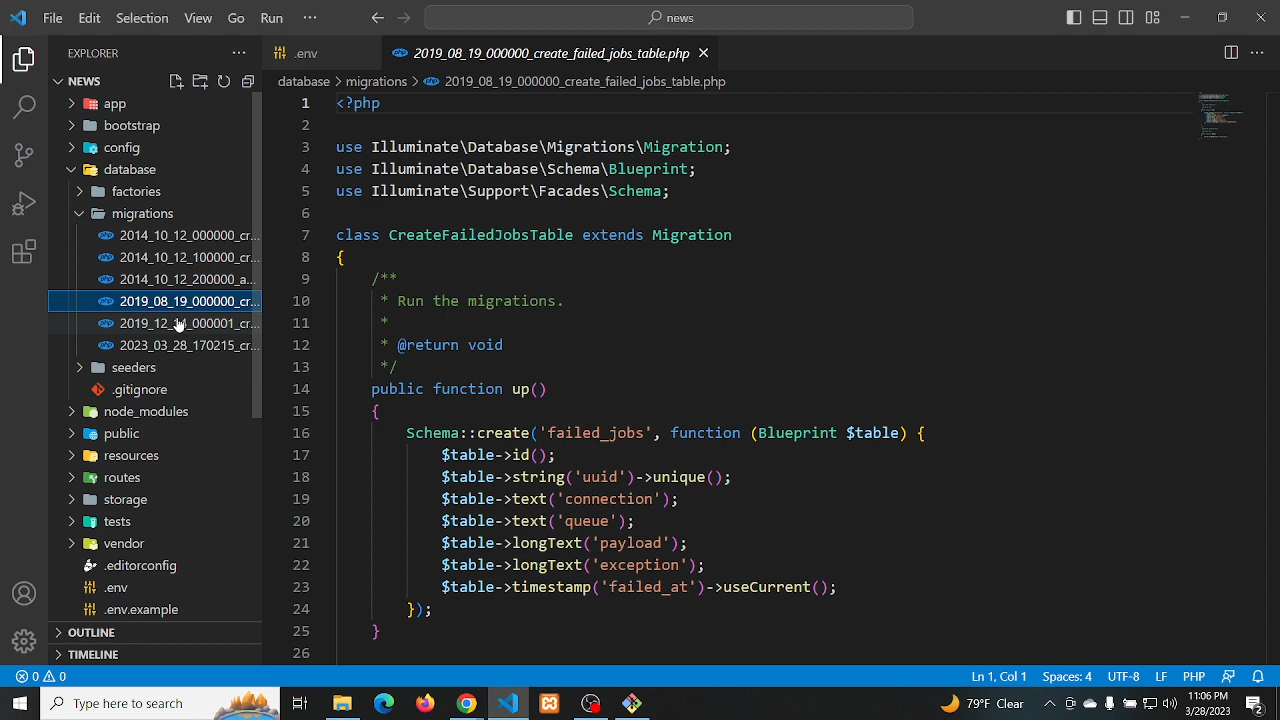 File Edit Selection View Go Run ··· news
EXPLORER ···
NEWS
app
bootstrap
config
database
factories
migrations
2014_10_12_000000_cr...
2014_10_12_100000_cr...
2014_10_12_200000_a...
2019_08_19_000000_cr...
2019_12_14_000001_cr...
2023_03_28_170215_cr...
seeders
.gitignore
node_modules
public
resources
routes
storage
tests
vendor
.editorconfig
.env
.env.example
OUTLINE
TIMELINE
.env 2019_08_19_000000_create_failed_jobs_table.php ···
database > migrations > 2019_08_19_000000_create_failed_jobs_table.php
1 <?php
2
3 use Illuminate\Database\Migrations\Migration;
4 use Illuminate\Database\Schema\Blueprint;
5 use Illuminate\Support\Facades\Schema;
6
7 class CreateFailedJobsTable extends Migration
8 {
9 /**
10 * Run the migrations.
11 *
12 * @return void
13 */
14 public function up()
15 {
16 Schema::create('failed_jobs', function (Blueprint $table) {
17 $table->id();
18 $table->string('uuid')->unique();
19 $table->text('connection');
20 $table->text('queue');
21 $table->longText('payload');
22 $table->longText('exception');
23 $table->timestamp('failed_at')->useCurrent();
24 });
25 }
26
0 0 Ln 1, Col 1 Spaces: 4 UTF-8 LF PHP
Type here to search 79°F Clear 11:06 PM
3/28/2023 2